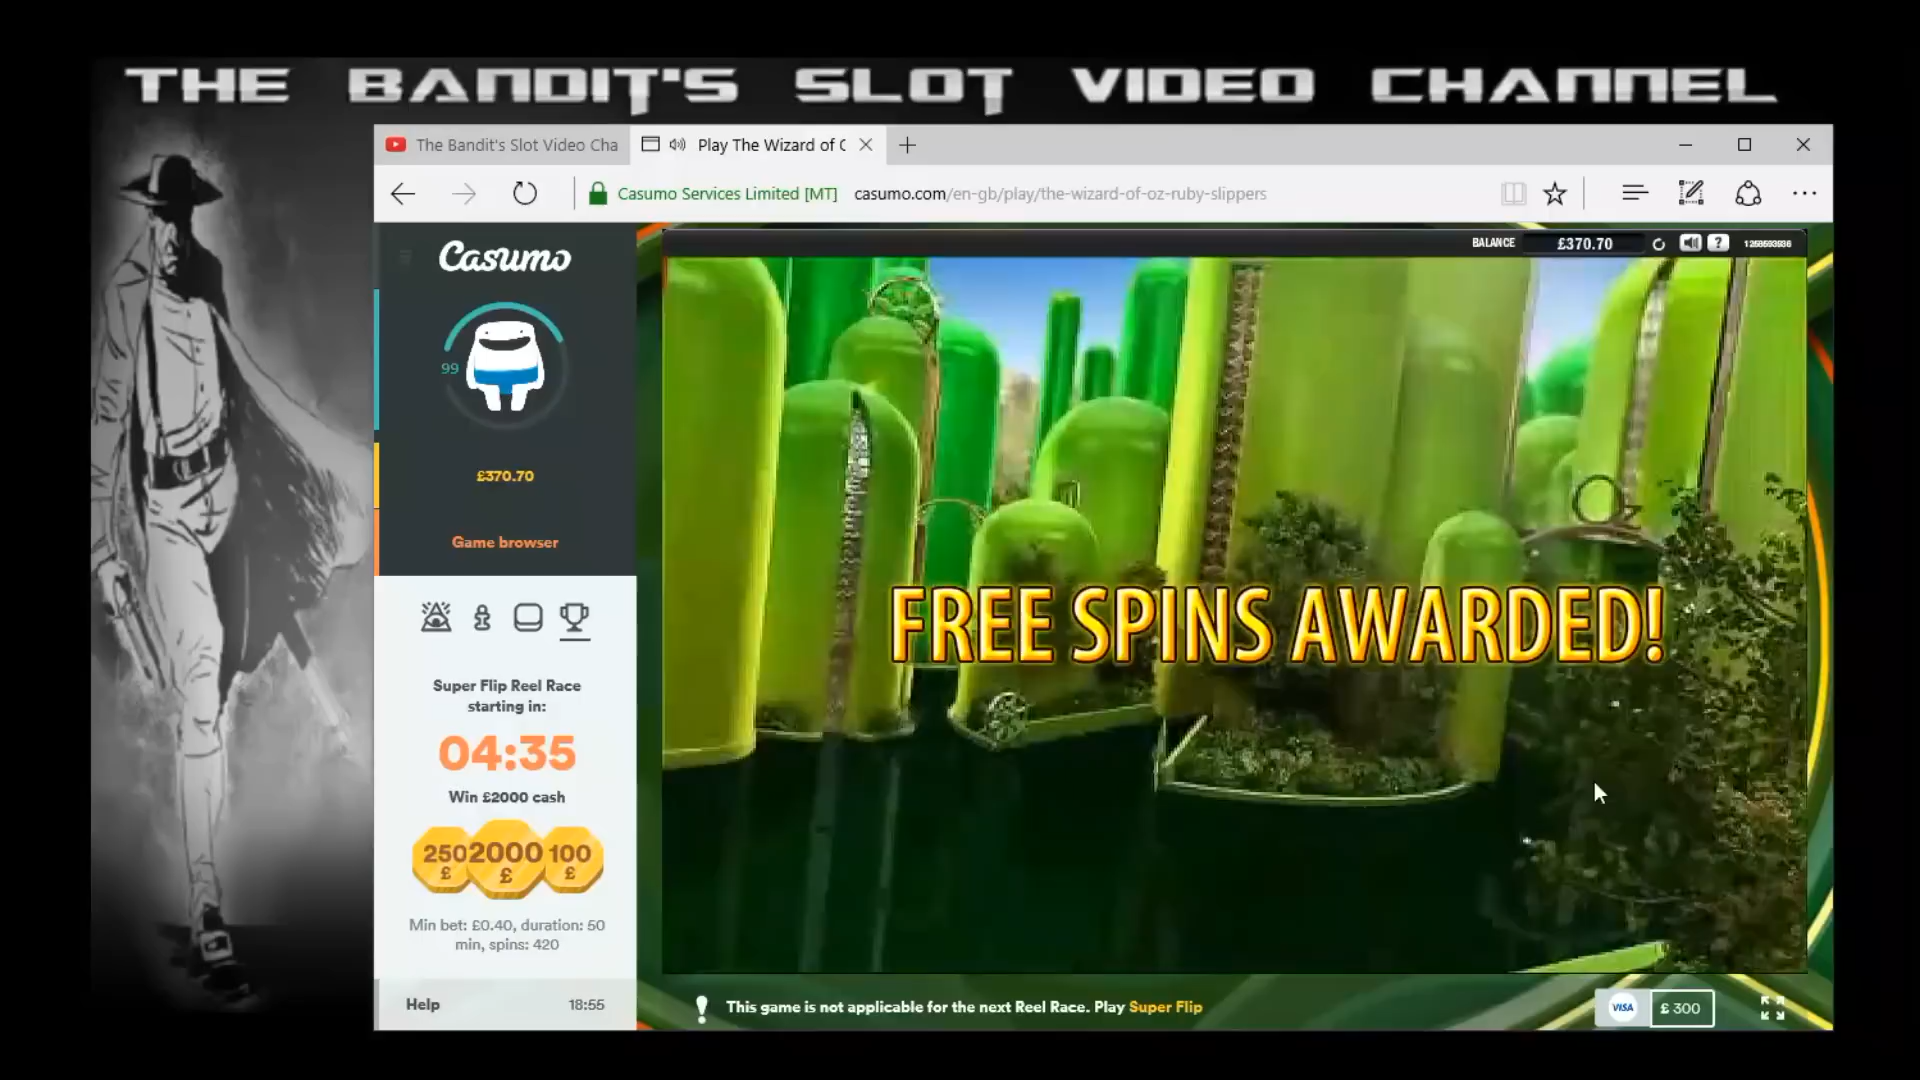 THE BANDIT'S SLOT VIDEO CHANNEL
The Bandit's Slot Video Cha
Play The Wizard of O
Casumo Services Limited [MT] casumo.com/en-gb/play/the-wizard-of-oz-ruby-slippers
BALANCE £370.70 ? 1258593936
Casumo
99
£370.70
Game browser
OZ
FREE SPINS AWARDED!
Super Flip Reel Race
starting in:
04:35
Win £2000 cash
250 £ 2000 £ 100 £
Min bet: £0.40, duration: 50
min, spins: 420
Help 18:55
This game is not applicable for the next Reel Race. Play Super Flip
VISA £ 300